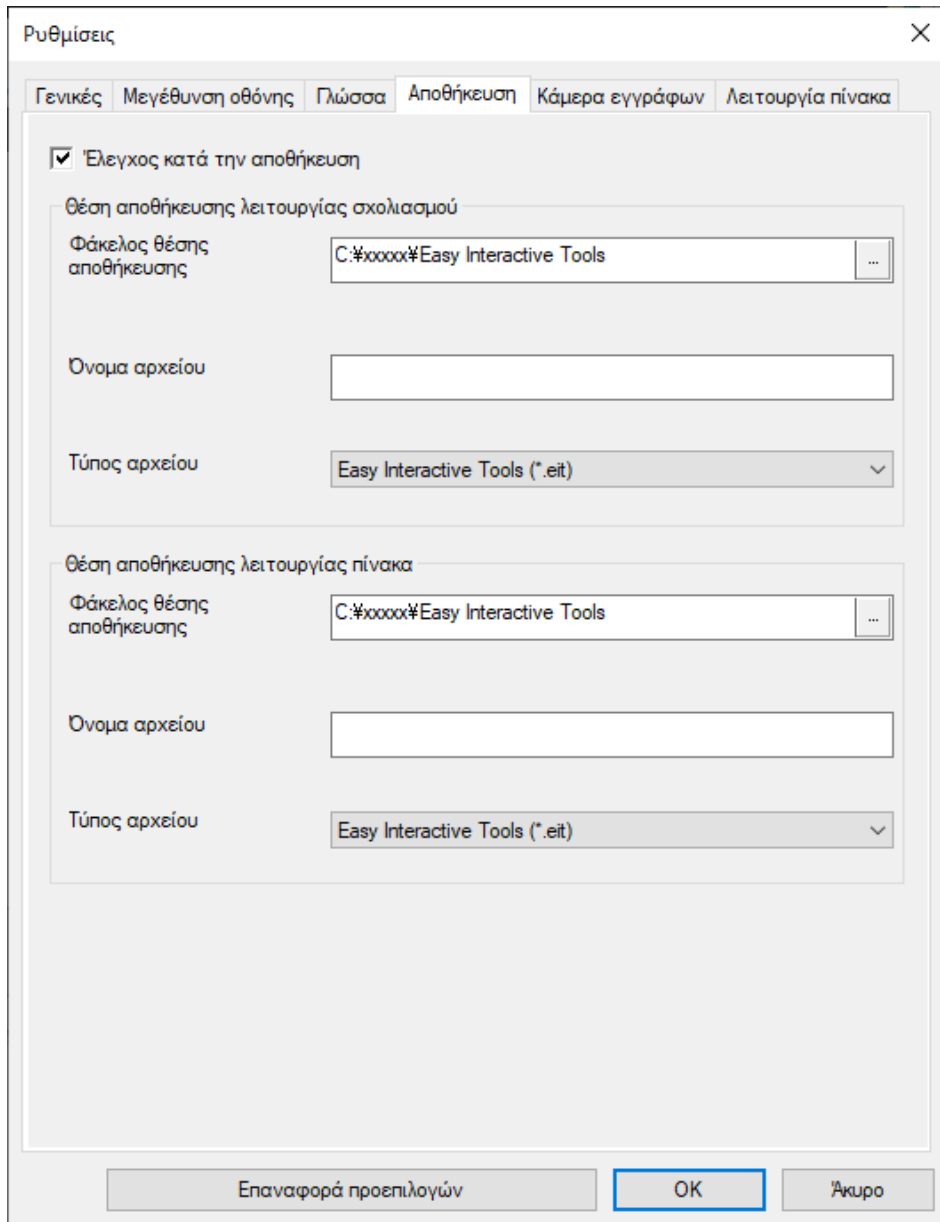 Ρυθμίσεις
Γενικές Μεγέθυνση οθόνης Γλώσσα Αποθήκευση Κάμερα εγγράφων Λειτουργία πίνακα
Έλεγχος κατά την αποθήκευση
Θέση αποθήκευσης λειτουργίας σχολιασμού
Φάκελος θέσης
αποθήκευσης
C:¥xxxxx¥Easy Interactive Tools
...
Όνομα αρχείου
Τύπος αρχείου
Easy Interactive Tools (*.eit)
Θέση αποθήκευσης λειτουργίας πίνακα
Φάκελος θέσης
αποθήκευσης
C:¥xxxxx¥Easy Interactive Tools
...
Όνομα αρχείου
Τύπος αρχείου
Easy Interactive Tools (*.eit)
Επαναφορά προεπιλογών OK Άκυρο